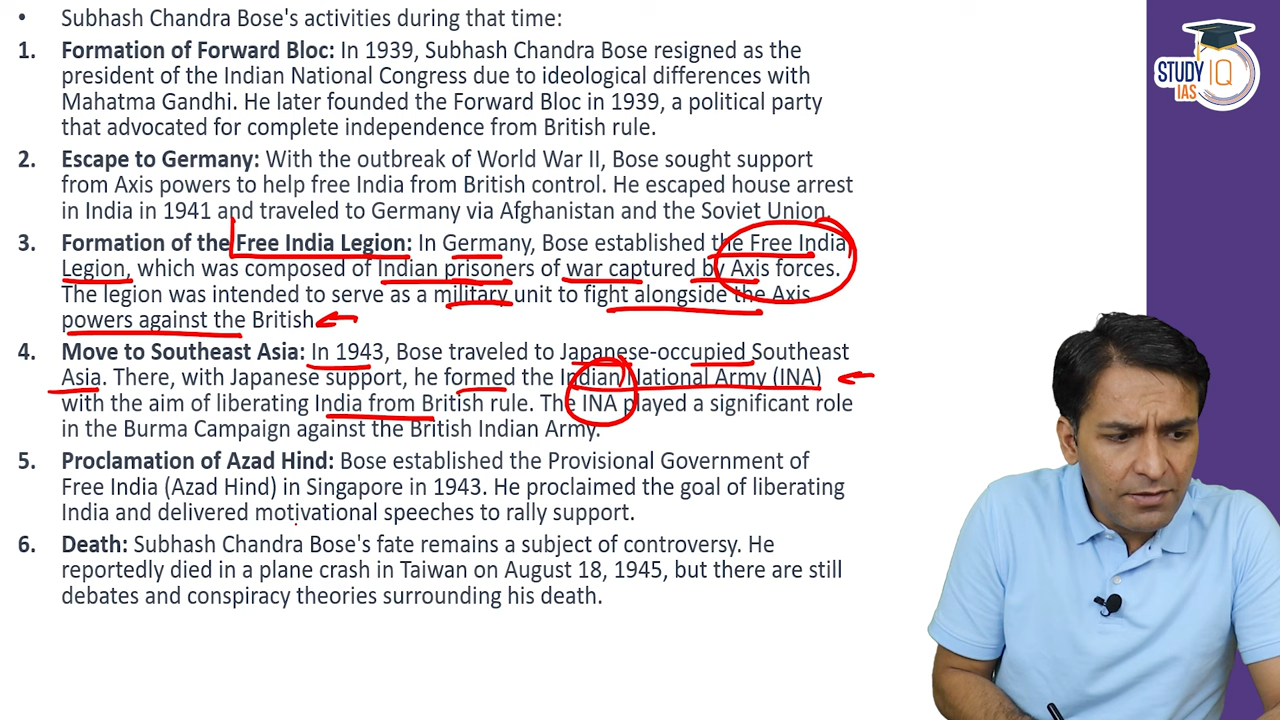 • Subhash Chandra Bose's activities during that time:
1. Formation of Forward Bloc: In 1939, Subhash Chandra Bose resigned as the
president of the Indian National Congress due to ideological differences with
Mahatma Gandhi. He later founded the Forward Bloc in 1939, a political party
that advocated for complete independence from British rule.
2. Escape to Germany: With the outbreak of World War II, Bose sought support
from Axis powers to help free India from British control. He escaped house arrest
in India in 1941 and traveled to Germany via Afghanistan and the Soviet Union.
3. Formation of the Free India Legion: In Germany, Bose established the Free India
Legion, which was composed of Indian prisoners of war captured by Axis forces.
The legion was intended to serve as a military unit to fight alongside the Axis
powers against the British
4. Move to Southeast Asia: In 1943, Bose traveled to Japanese-occupied Southeast
Asia. There, with Japanese support, he formed the Indian National Army (INA)
with the aim of liberating India from British rule. The INA played a significant role
in the Burma Campaign against the British Indian Army.
5. Proclamation of Azad Hind: Bose established the Provisional Government of
Free India (Azad Hind) in Singapore in 1943. He proclaimed the goal of liberating
India and delivered motivational speeches to rally support.
6. Death: Subhash Chandra Bose's fate remains a subject of controversy. He
reportedly died in a plane crash in Taiwan on August 18, 1945, but there are still
debates and conspiracy theories surrounding his death.
STUDY IQ
IAS